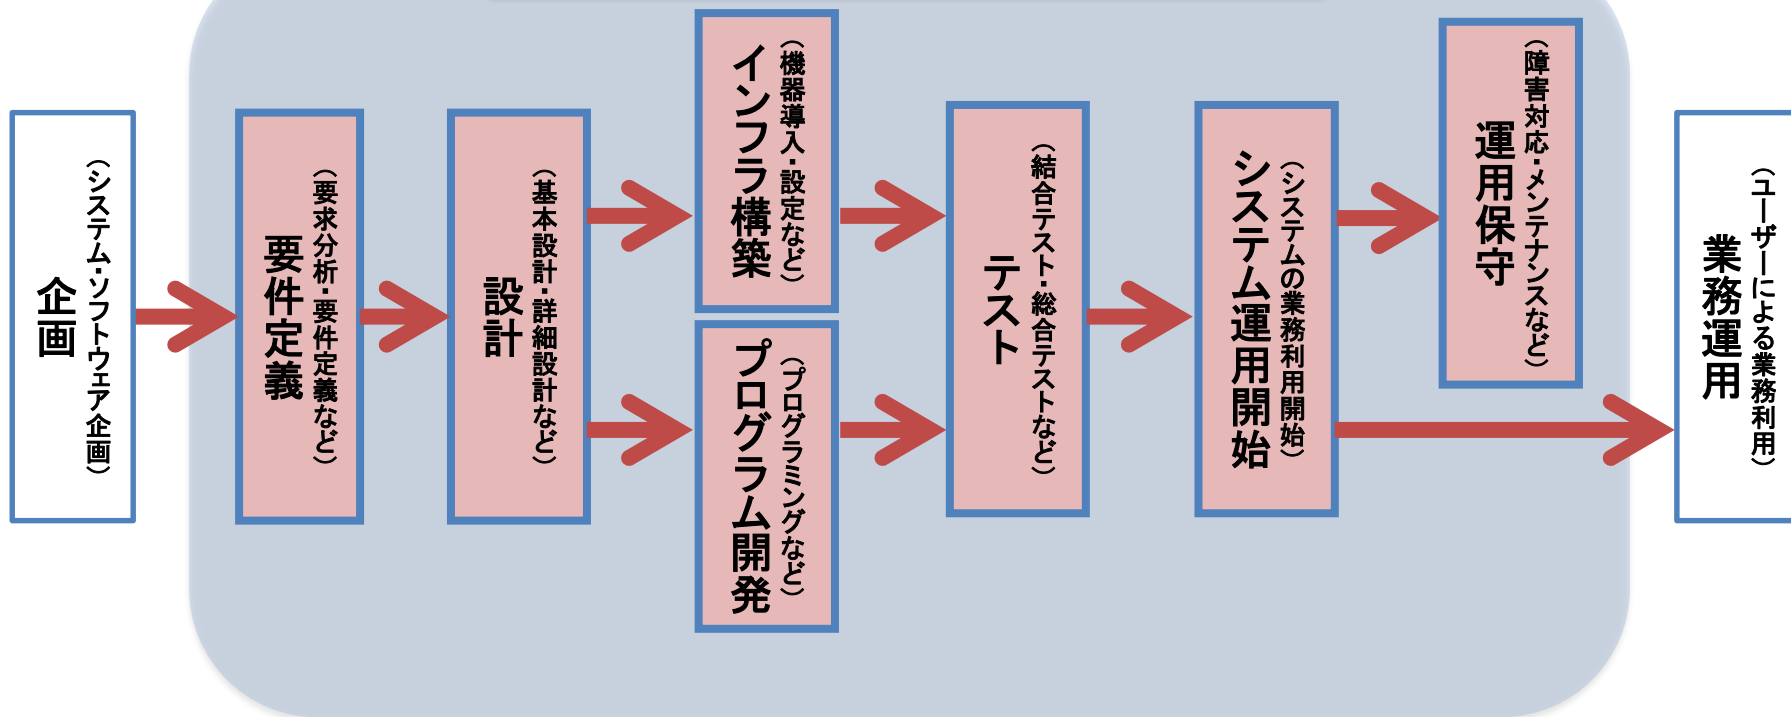 企画
（システム・ソフトウェア企画）
要件定義
（要求分析・要件定義など）
設計
（基本設計・詳細設計など）
インフラ構築
（機器導入・設定など）
プログラム開発
（プログラミングなど）
テスト
（結合テスト・総合テストなど）
システム運用開始
（システムの業務利用開始）
運用保守
（障害対応・メンテナンスなど）
業務運用
（ユーザーによる業務利用）